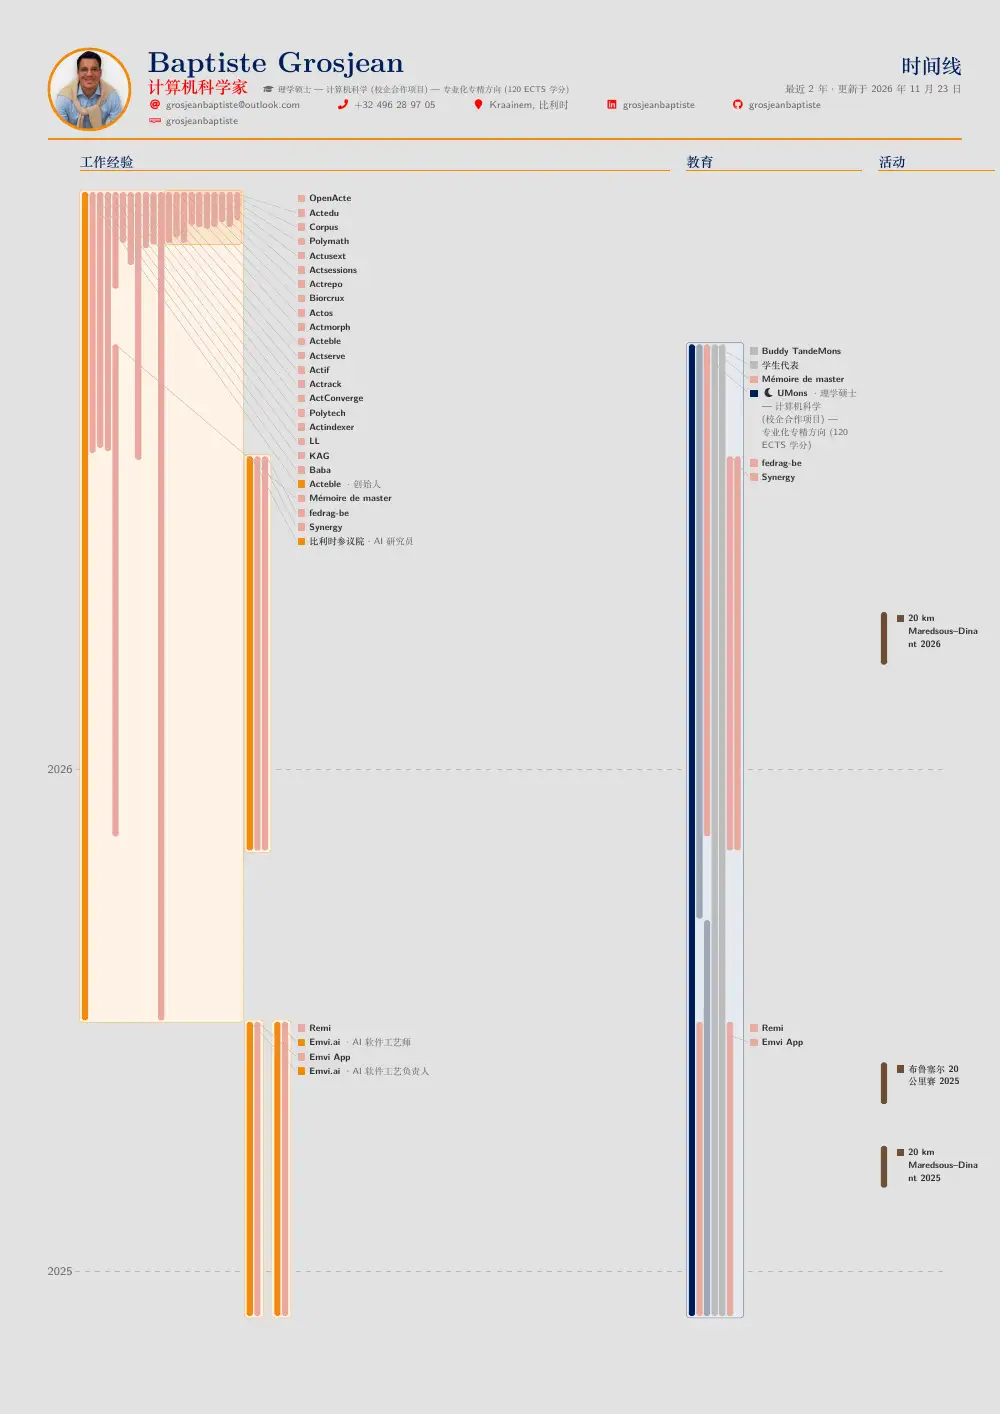 Baptiste Grosjean
时间线
计算机科学家 理学硕士 — 计算机科学 (校企合作项目) — 专业化专精方向 (120 ECTS 学分)
最近 2 年 · 更新于 2026 年 11 月 23 日
grosjeanbaptiste@outlook.com +32 496 28 97 05 Kraainem, 比利时 grosjeanbaptiste grosjeanbaptiste
grosjeanbaptiste
工作经验
OpenActe
Actedu
Corpus
Polymath
Actusext
Actsessions
Actrepo
Biorcrux
Actos
Actmorph
Acteble
Actserve
Actif
Actrack
ActConverge
Polytech
Actindexer
LL
KAG
Baba
Acteble · 创始人
Mémoire de master
fedrag-be
Synergy
比利时参议院 · AI 研究员
Remi
Emvi.ai · AI 软件工艺师
Emvi App
Emvi.ai · AI 软件工艺负责人
教育
Buddy TandeMons
学生代表
Mémoire de master
UMons · 理学硕士
— 计算机科学
(校企合作项目) —
专业化专精方向 (120
ECTS 学分)
fedrag-be
Synergy
Remi
Emvi App
活动
20 km
Maredsous–Dina
nt 2026
布鲁塞尔 20
公里赛 2025
20 km
Maredsous–Dina
nt 2025
2026
2025